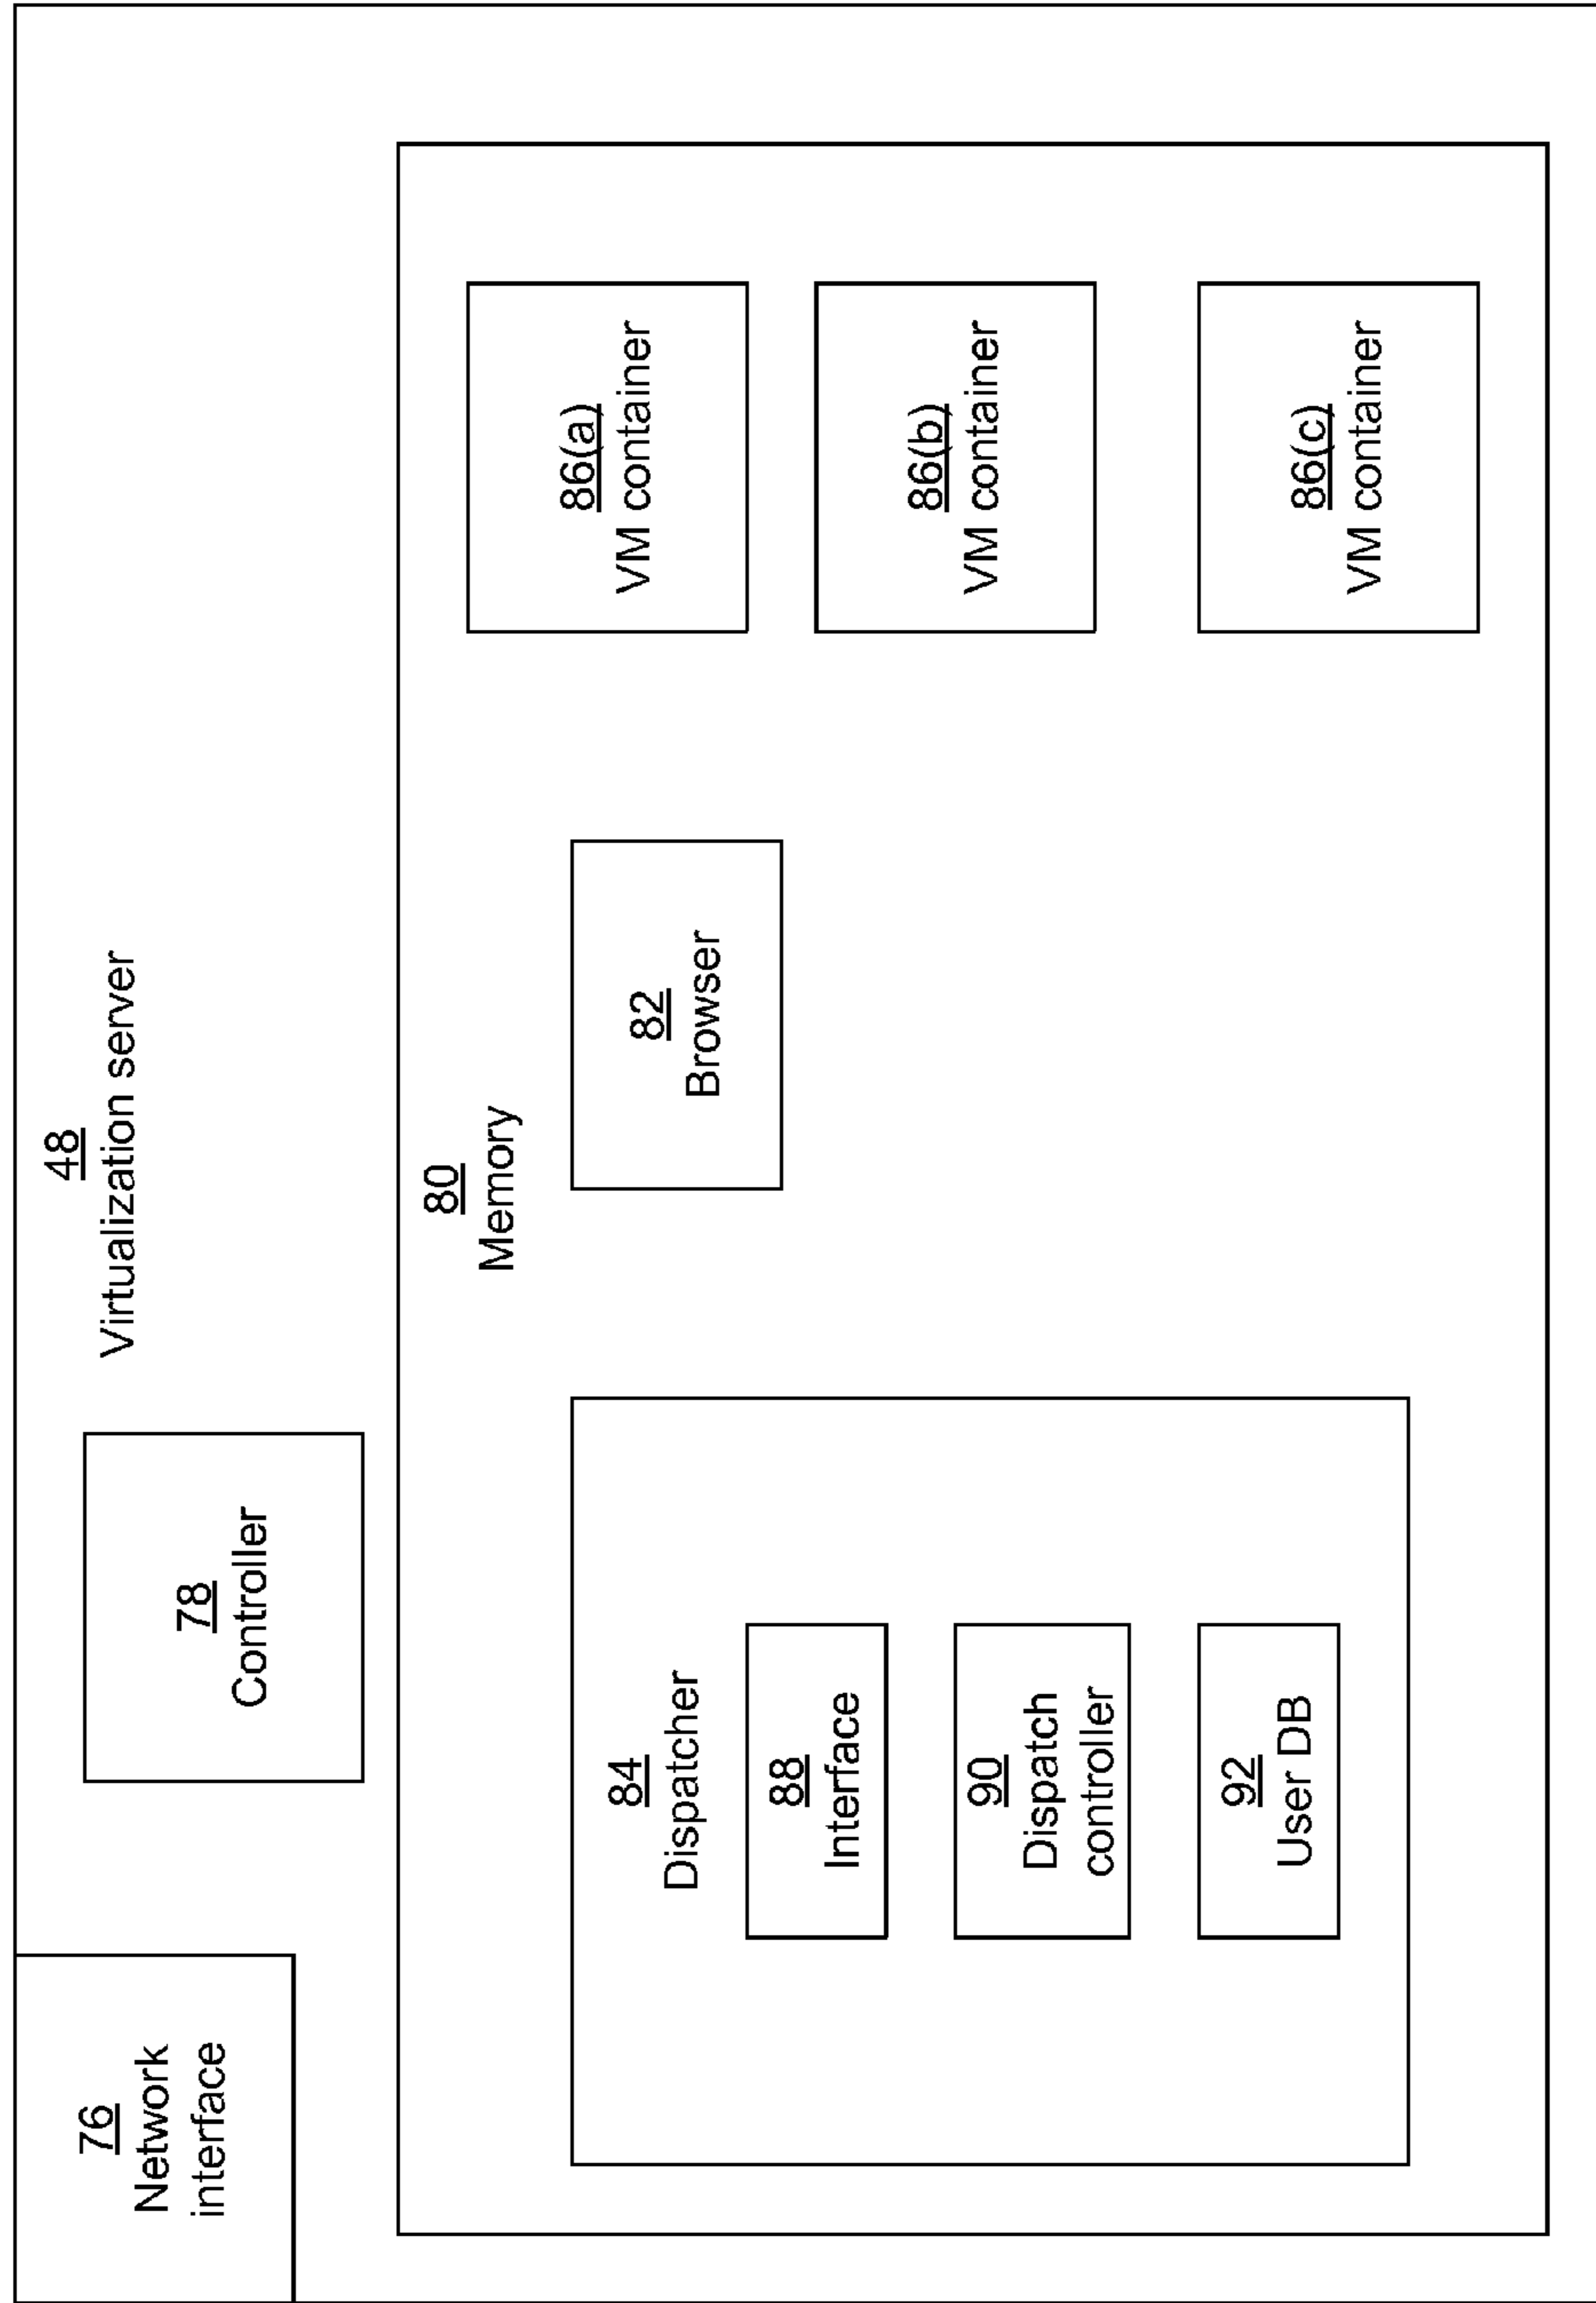 48
Virtualization server
76
Network
interface
78
Controller
80
Memory
84
Dispatcher
88
Interface
90
Dispatch
controller
92
User DB
82
Browser
86(a)
VM container
86(b)
VM container
86(c)
VM container